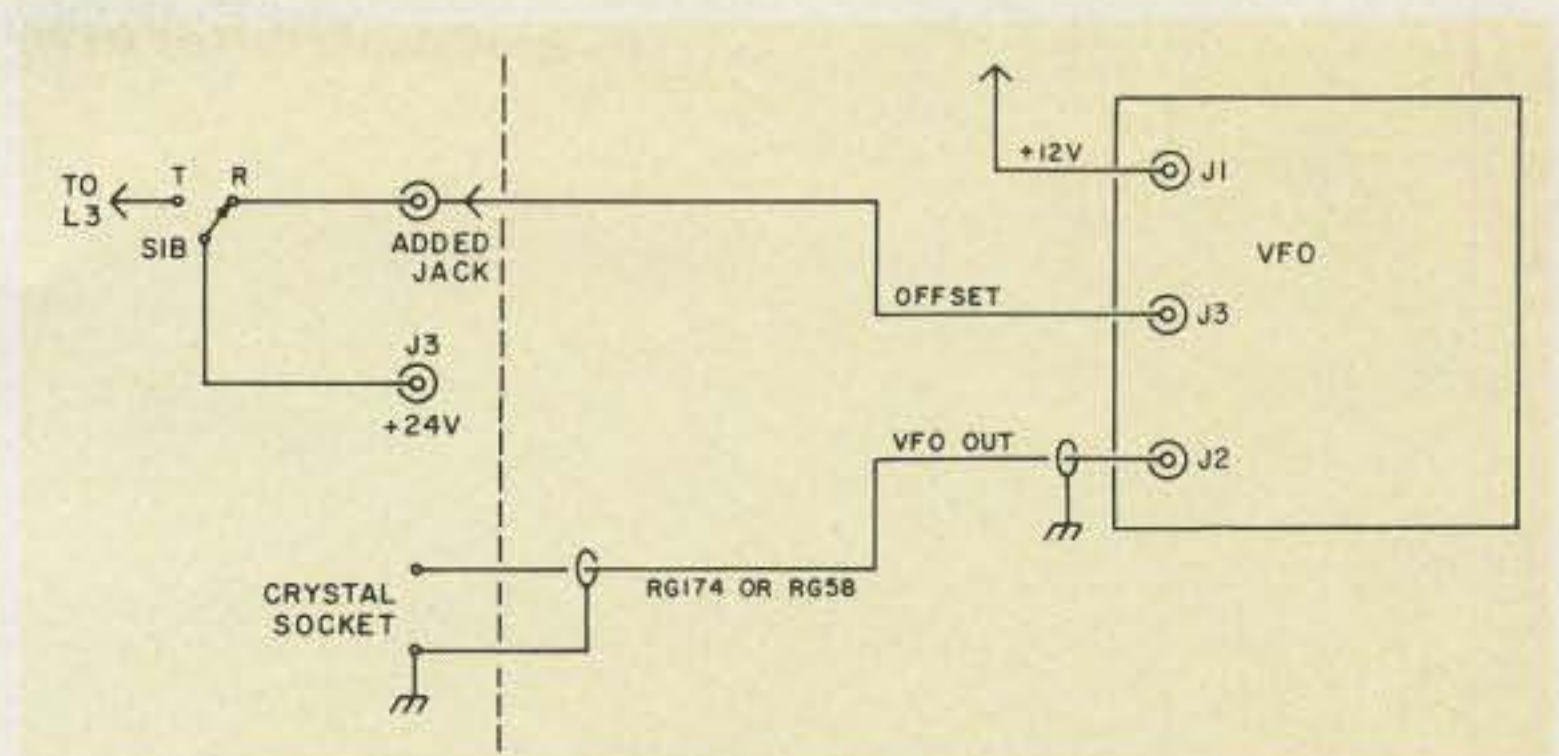 +12V
J1
TO
L3
T
R
S1B
ADDED
JACK
VFO
OFFSET
J3
J3
+24V
VFO OUT
J2
CRYSTAL
SOCKET
RG174 OR RG58